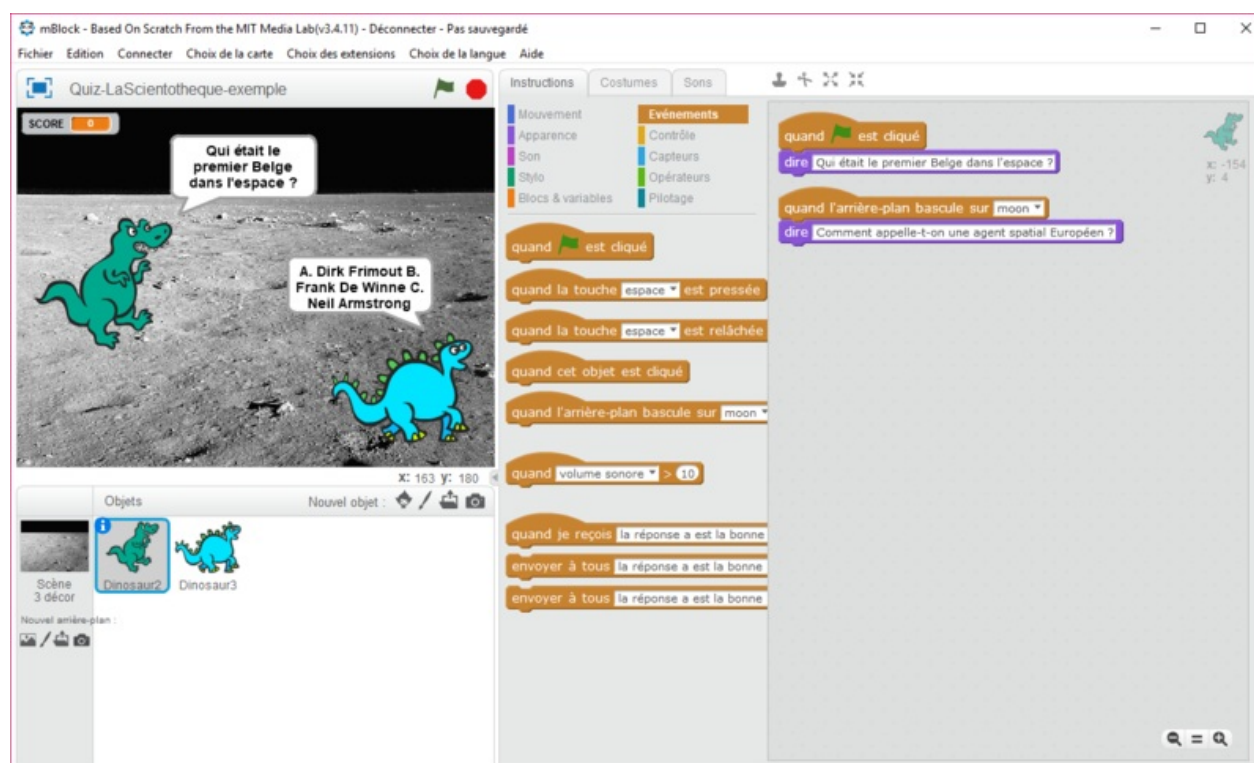 mBlock - Based On Scratch From the MIT Media Lab(v3.4.11) - Déconnecter - Pas sauvegardé
Fichier Edition Connecter Choix de la carte Choix des extensions Choix de la langue Aide
Quiz-LaScientotheque-exemple
SCORE 0
Qui était le
premier Belge
dans l'espace ?
A. Dirk Frimout B.
Frank De Winne C.
Neil Armstrong
x: 163 y: 180
Objets
Nouvel objet :
Scène
3 décor
Dinosaur2
Dinosaur3
Nouvel arrière-plan :
Instructions Costumes Sons
Mouvement Evénements
Apparence Contrôle
Son Capteurs
Stylo Opérateurs
Blocs & variables Pilotage
quand est cliqué
quand la touche espace est pressée
quand la touche espace est relâchée
quand cet objet est cliqué
quand l'arrière-plan bascule sur moon
quand volume sonore > 10
quand je reçois la réponse a est la bonne
envoyer à tous la réponse a est la bonne
envoyer à tous la réponse a est la bonne
quand est cliqué
dire Qui était le premier Belge dans l'espace ?
quand l'arrière-plan bascule sur moon
dire Comment appelle-t-on une agent spatial Européen ?
x: -154
y: 4